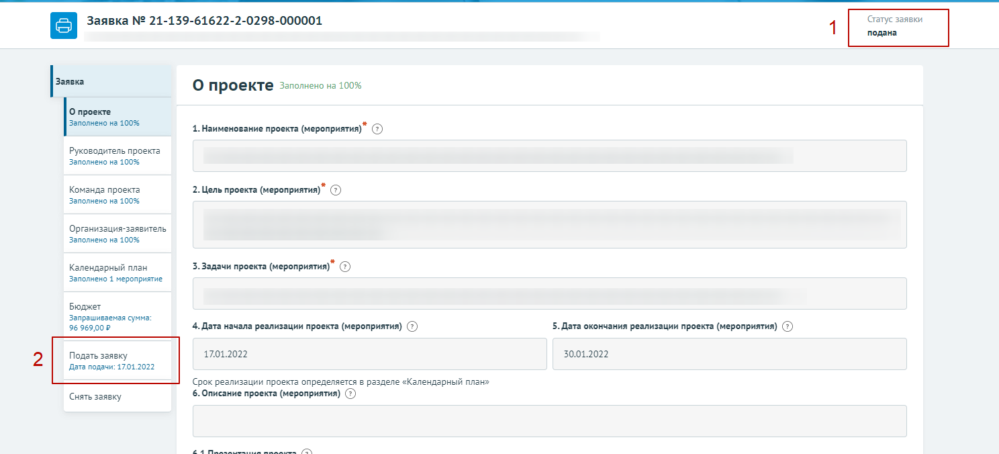 Заявка № 21-139-61622-2-0298-000001
1
Статус заявки
подана
Заявка
О проекте
Заполнено на 100%
Руководитель проекта
Заполнено на 100%
Команда проекта
Заполнено на 100%
Организация-заявитель
Заполнено на 100%
Календарный план
Заполнено 1 мероприятие
Бюджет
Запрашиваемая сумма:
96 969,00 ₽
2
Подать заявку
Дата подачи: 17.01.2022
Снять заявку
О проекте Заполнено на 100%
1. Наименование проекта (мероприятия)* ?
2. Цель проекта (мероприятия)* ?
3. Задачи проекта (мероприятия)* ?
4. Дата начала реализации проекта (мероприятия) ?
17.01.2022
5. Дата окончания реализации проекта (мероприятия) ?
30.01.2022
Срок реализации проекта определяется в разделе «Календарный план»
6. Описание проекта (мероприятия) ?
6.1 Презентация проекта ?